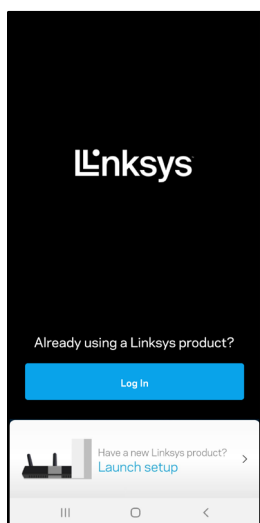 Linksys
Already using a Linksys product?
Log In
Have a new Linksys product?
Launch setup